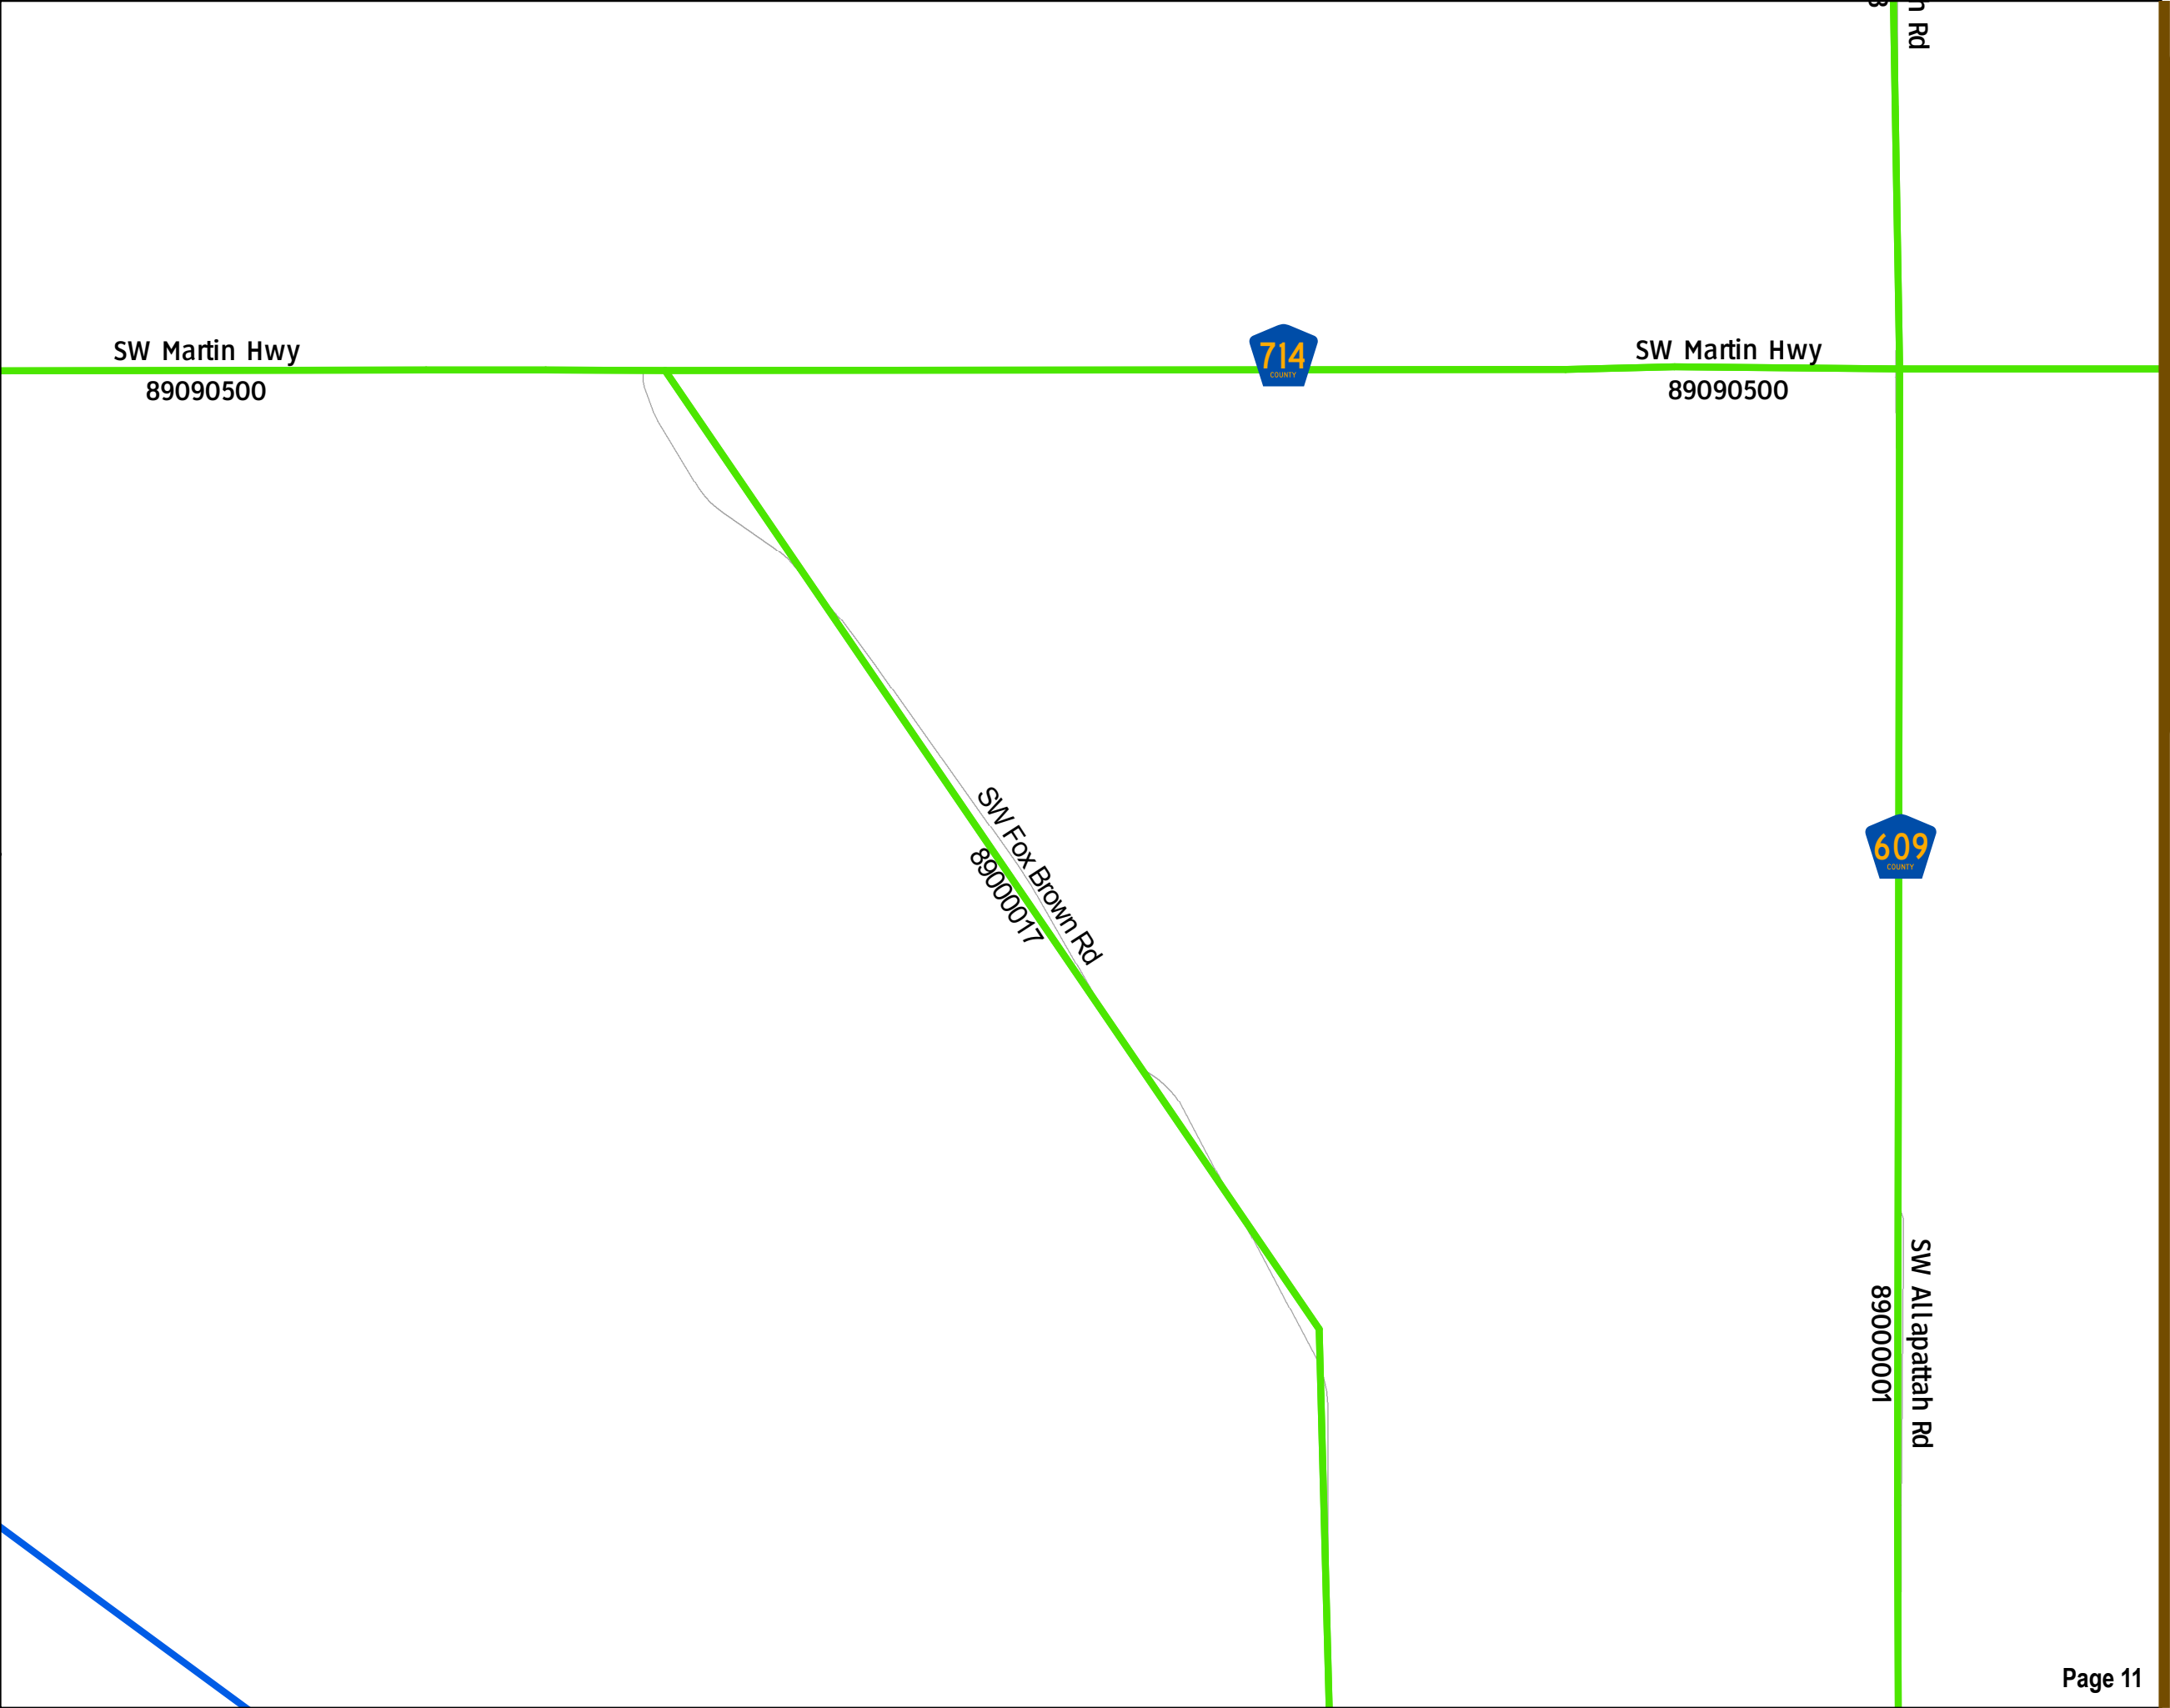 Rd
SW Martin Hwy
89090500
714
COUNTY
SW Martin Hwy
89090500
SW Fox Brown Rd
89000017
609
COUNTY
SW Allapattah Rd
89000001
Page 11